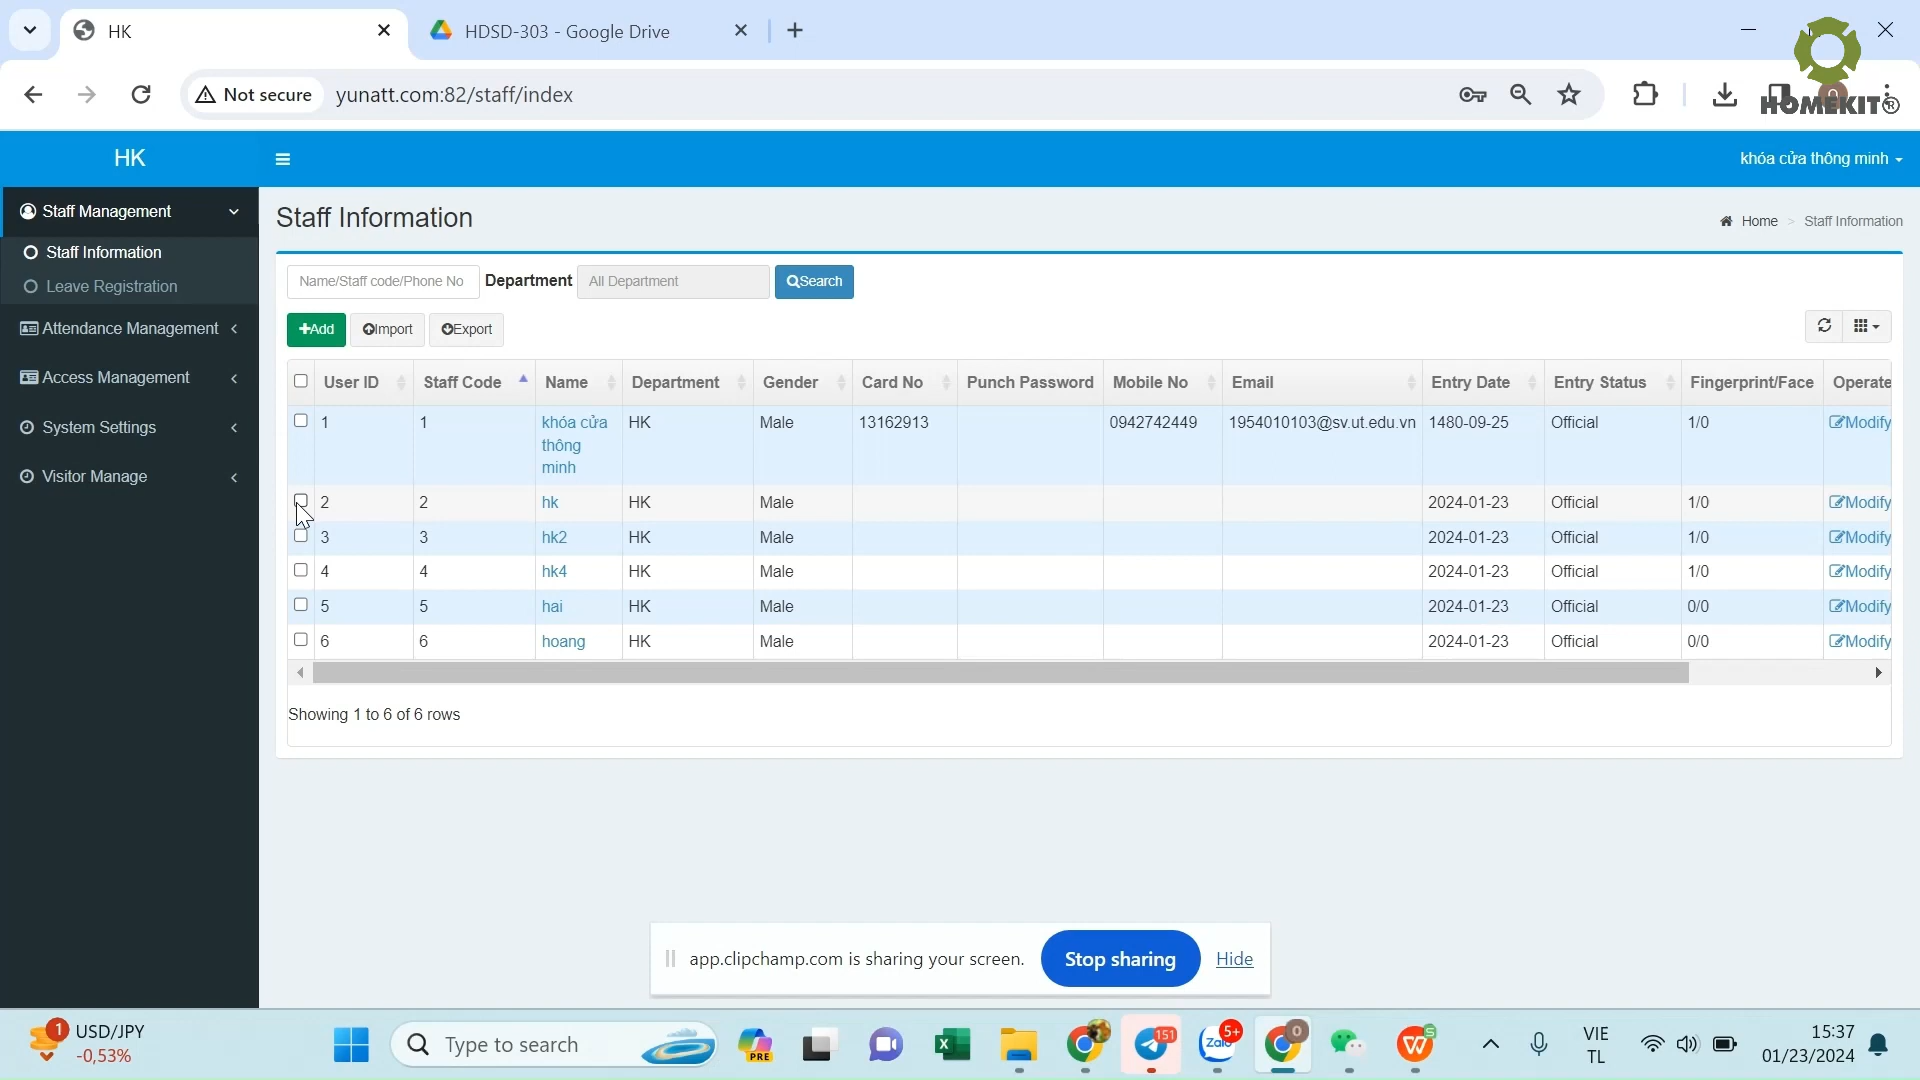 HK
HDSD-303 - Google Drive
Not secure
yunatt.com:82/staff/index
HOMEKIT®
HK
khóa cửa thông minh
Staff Management
Staff Information
Leave Registration
Attendance Management
Access Management
System Settings
Visitor Manage
Staff Information
Home > Staff Information
Name/Staff code/Phone No Department All Department Search
Add Import Export
User ID Staff Code Name Department Gender Card No Punch Password Mobile No Email Entry Date Entry Status Fingerprint/Face Operate
1 1 khóa cửa HK Male 13162913 0942742449 1954010103@sv.ut.edu.vn 1480-09-25 Official 1/0 Modify
thông
minh
2 2 hk HK Male 2024-01-23 Official 1/0 Modify
3 3 hk2 HK Male 2024-01-23 Official 1/0 Modify
4 4 hk4 HK Male 2024-01-23 Official 1/0 Modify
5 5 hai HK Male 2024-01-23 Official 0/0 Modify
6 6 hoang HK Male 2024-01-23 Official 0/0 Modify
Showing 1 to 6 of 6 rows
app.clipchamp.com is sharing your screen. Stop sharing Hide
1 USD/JPY
-0,53%
Type to search
PRE
151
Zalo 5+
0
VIE
TL
15:37
01/23/2024